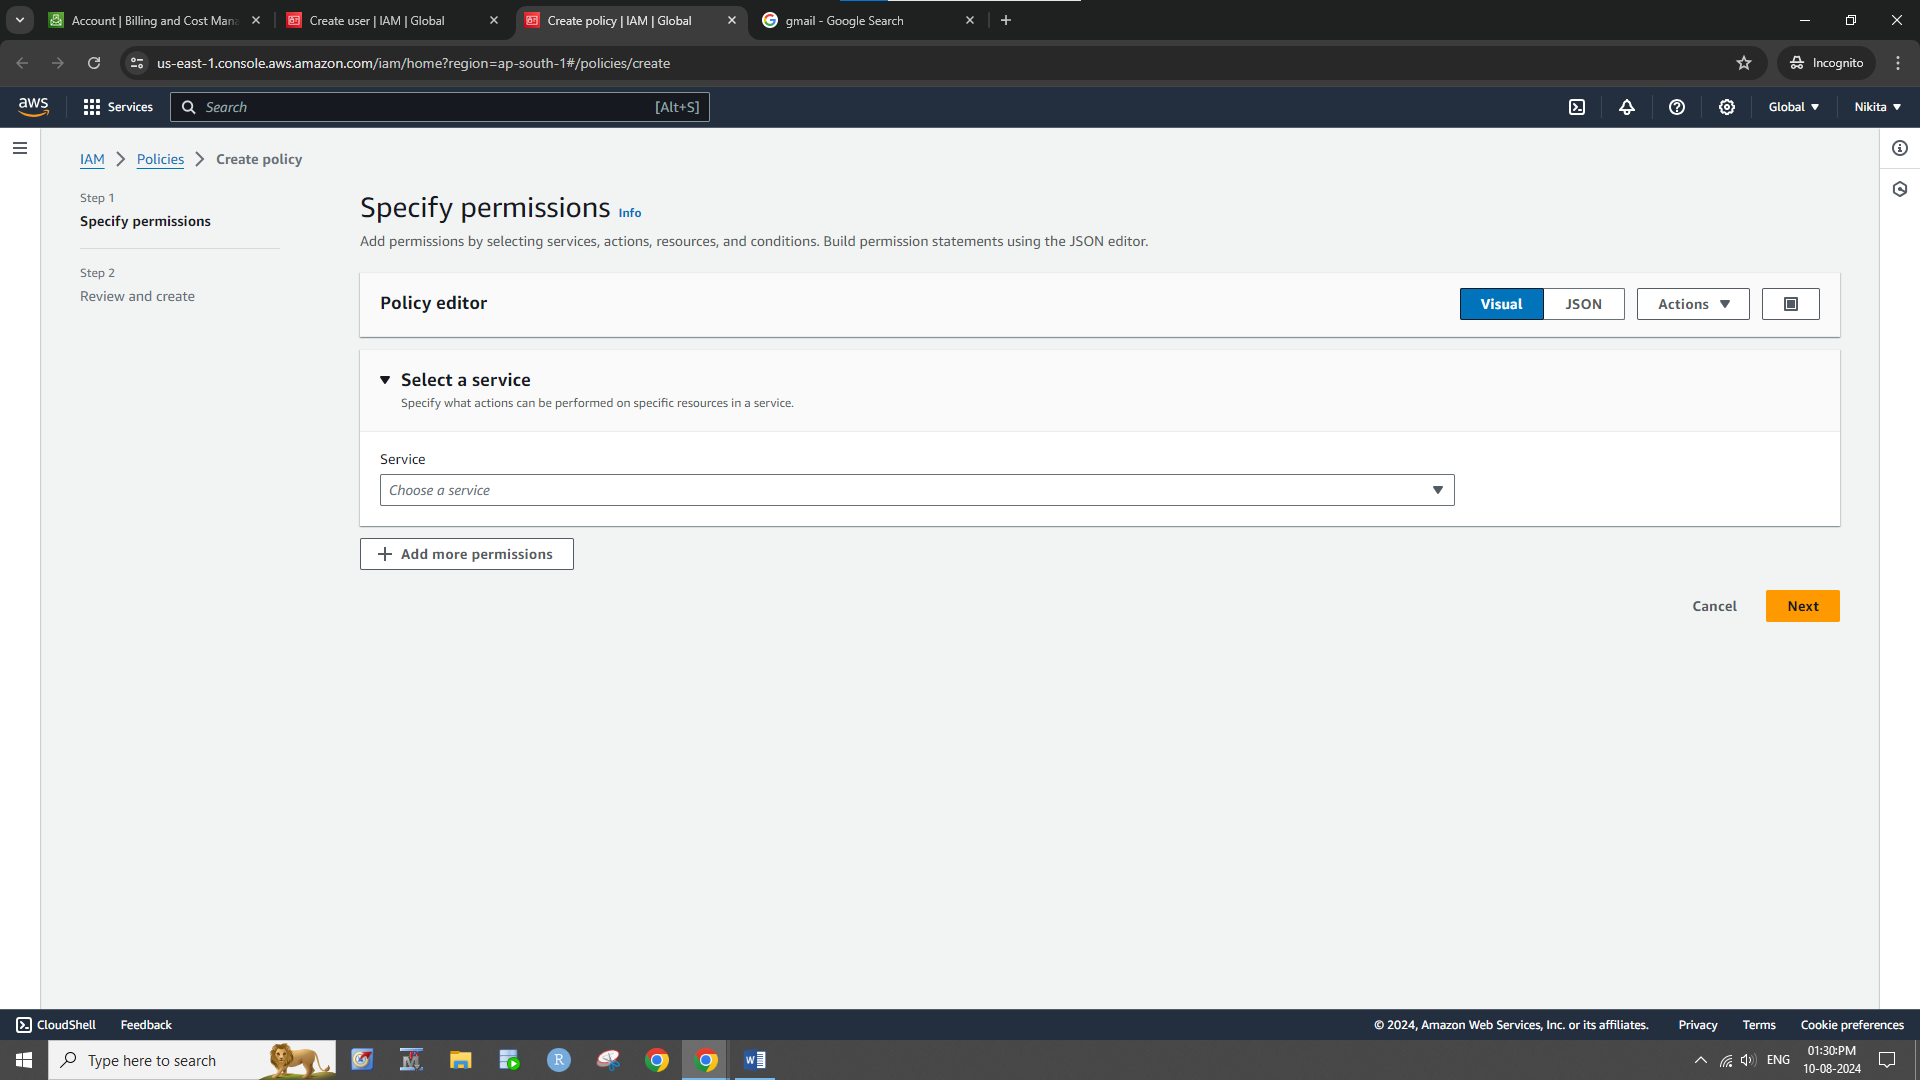 Account | Billing and Cost Mana
Create user | IAM | Global
Create policy | IAM | Global
gmail - Google Search
us-east-1.console.aws.amazon.com/iam/home?region=ap-south-1#/policies/create
Incognito
aws
Services
Search
[Alt+S]
Global
Nikita
IAM
Policies
Create policy
Step 1
Specify permissions
Step 2
Review and create
Specify permissions Info
Add permissions by selecting services, actions, resources, and conditions. Build permission statements using the JSON editor.
Policy editor
Visual
JSON
Actions
Select a service
Specify what actions can be performed on specific resources in a service.
Service
Choose a service
Add more permissions
Cancel
Next
CloudShell
Feedback
© 2024, Amazon Web Services, Inc. or its affiliates.
Privacy
Terms
Cookie preferences
Type here to search
R
W
ENG
01:30:PM
10-08-2024